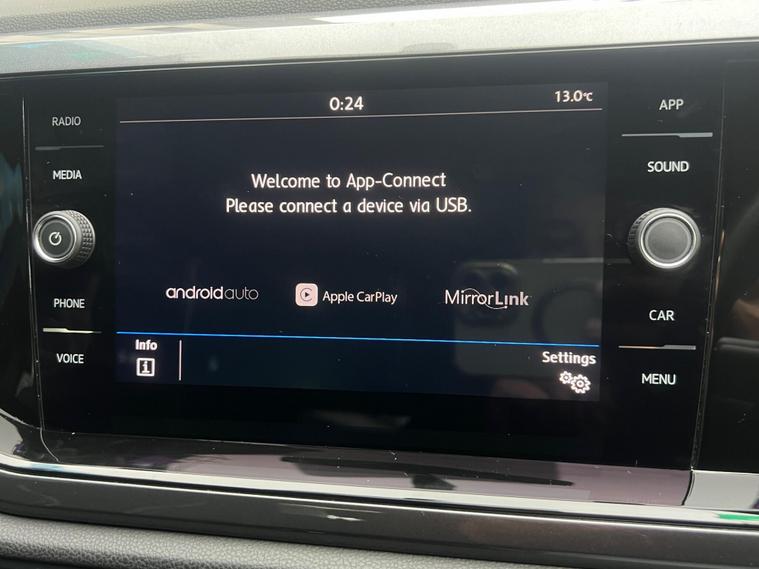 0:24
13.0°C
RADIO
MEDIA
PHONE
VOICE
Welcome to App-Connect
Please connect a device via USB.
androidauto
Apple CarPlay
MirrorLink
Info
i
Settings
APP
SOUND
CAR
MENU